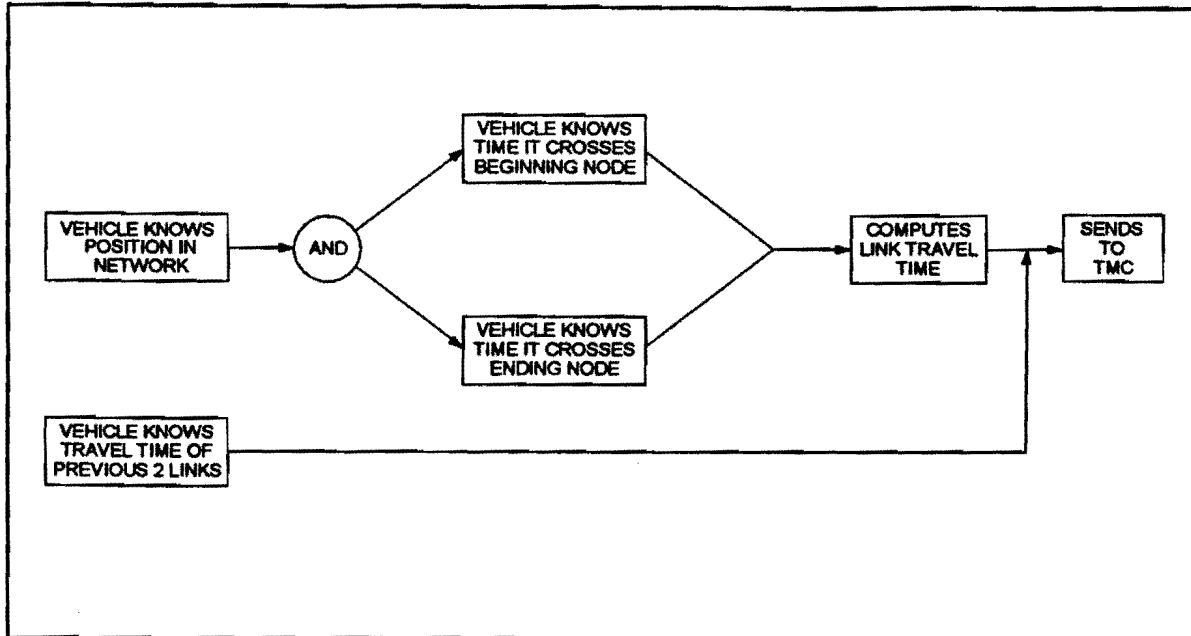 VEHICLE KNOWS
TIME IT CROSSES
BEGINNING NODE
VEHICLE KNOWS
POSITION IN
NETWORK
AND
COMPUTES
LINK TRAVEL
TIME
SENDS
TO
TMC
VEHICLE KNOWS
TIME IT CROSSES
ENDING NODE
VEHICLE KNOWS
TRAVEL TIME OF
PREVIOUS 2 LINKS